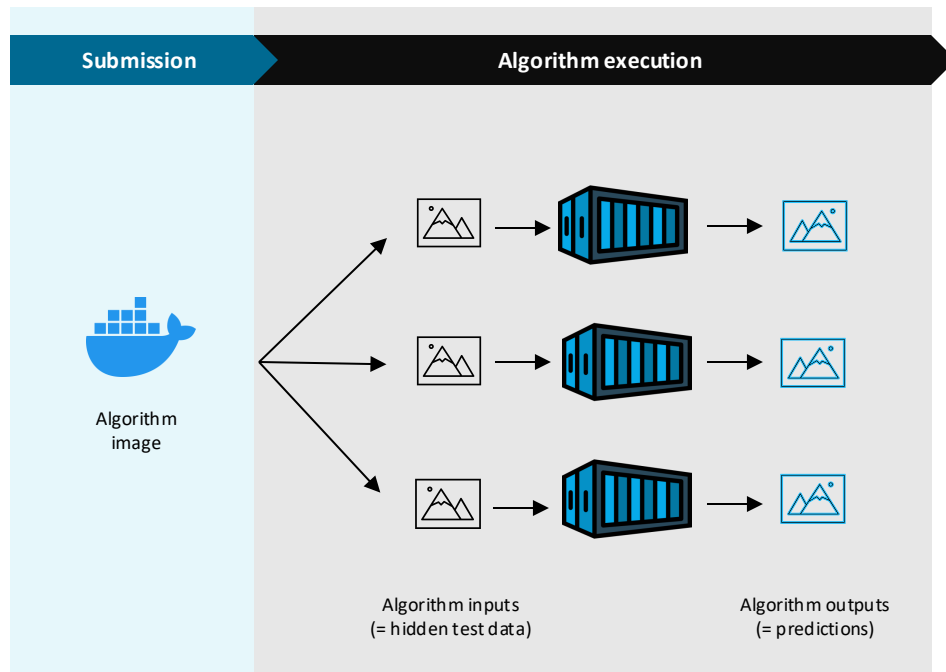 Submission
Algorithm execution
Algorithm
image
Algorithm inputs
(= hidden test data)
Algorithm outputs
(= predictions)